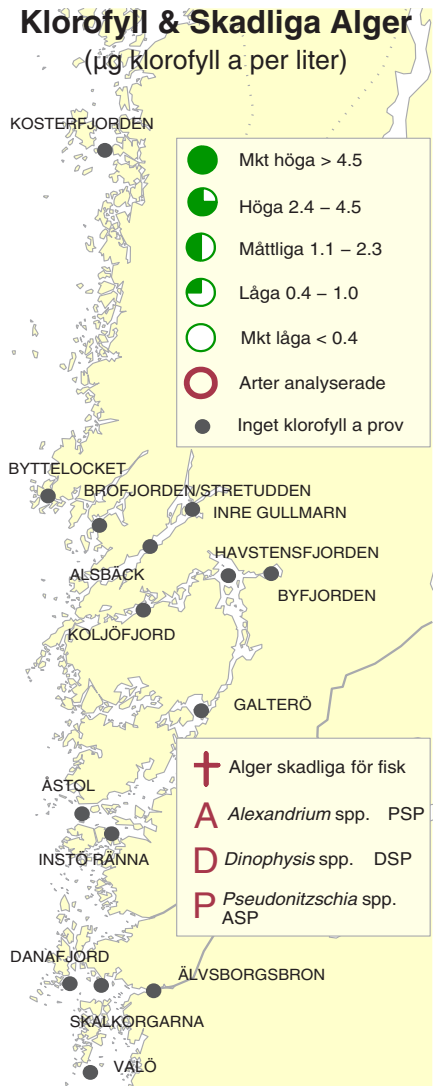 Klorofyll & Skadliga Alger
(µg klorofyll a per liter)
KOSTERFJORDEN
Mkt höga > 4.5
Höga 2.4 – 4.5
Måttliga 1.1 – 2.3
Låga 0.4 – 1.0
Mkt låga < 0.4
Arter analyserade
Inget klorofyll a prov
BYTTELOCKET
BROFJORDEN/STRETUDDEN
INRE GULLMARN
HAVSTENSFJORDEN
ALSBÄCK
BYFJORDEN
KOLJÖFJORD
GALTERÖ
Alger skadliga för fisk
ÅSTOL
A Alexandrium spp. PSP
INSTÖ RÄNNA
D Dinophysis spp. DSP
P Pseudonitzschia spp.
ASP
DANAFJORD
ÄLVSBORGSBRON
SKALKORGARNA
VALÖ